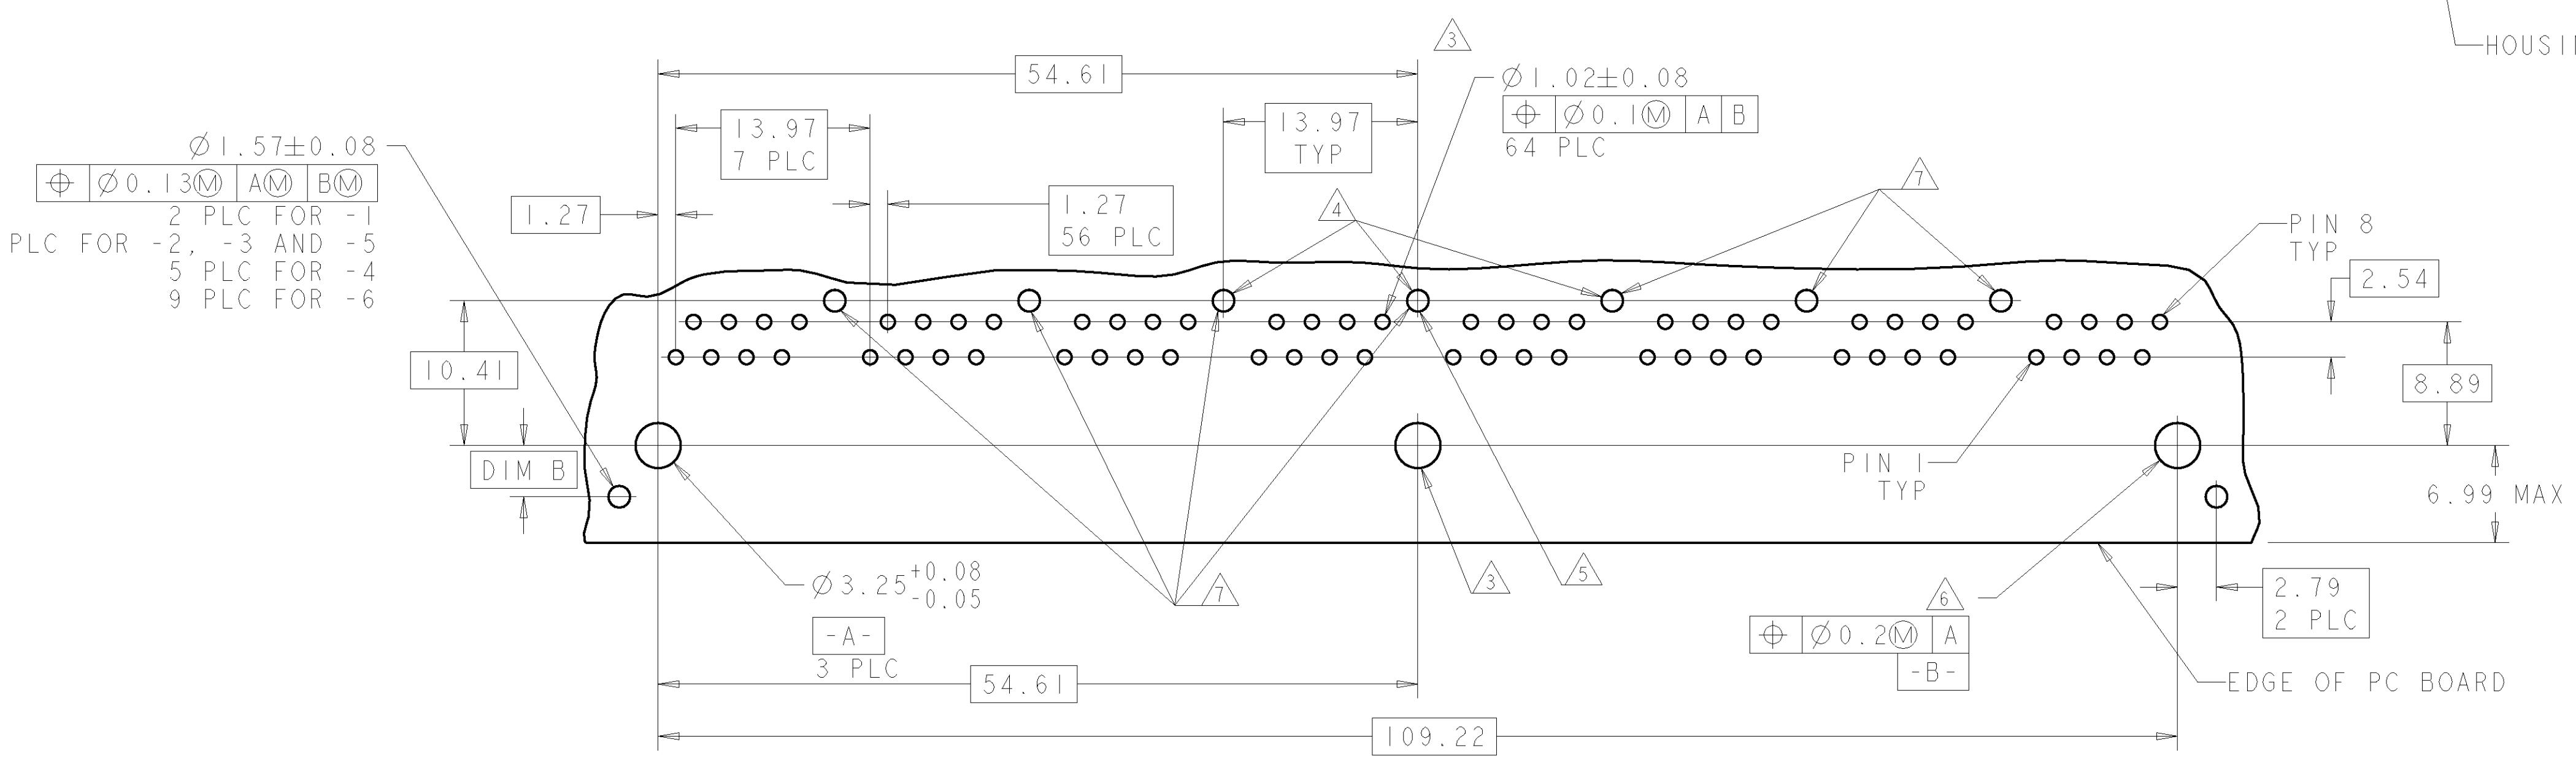 HOUSI
3
54.61
Ø1.02±0.08
⌖ Ø0.1Ⓜ A B
64 PLC
13.97
7 PLC
13.97
TYP
Ø1.57±0.08
⌖ Ø0.13Ⓜ AⓂ BⓂ
2 PLC FOR -1
PLC FOR -2, -3 AND -5
5 PLC FOR -4
9 PLC FOR -6
1.27
1.27
56 PLC
4
7
PIN 8
TYP
2.54
10.41
8.89
DIM B
PIN 1
TYP
6.99 MAX
Ø3.25 +0.08
-0.05
-A-
3 PLC
7
3
5
6
⌖ Ø0.2Ⓜ A
-B-
2.79
2 PLC
54.61
EDGE OF PC BOARD
109.22